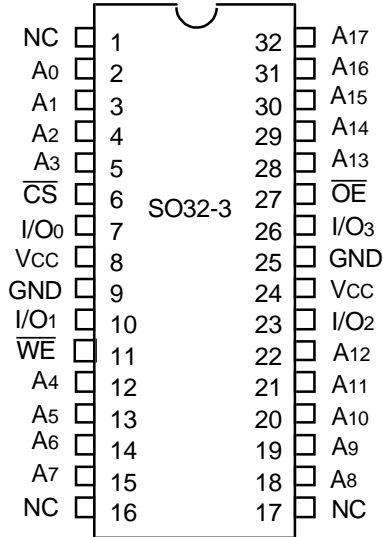 NC 1 32 A17
A0 2 31 A16
A1 3 30 A15
A2 4 29 A14
A3 5 28 A13
C̅S̅ 6 27 O̅E̅
SO32-3
I/O0 7 26 I/O3
VCC 8 25 GND
GND 9 24 VCC
I/O1 10 23 I/O2
W̅E̅ 11 22 A12
A4 12 21 A11
A5 13 20 A10
A6 14 19 A9
A7 15 18 A8
NC 16 17 NC